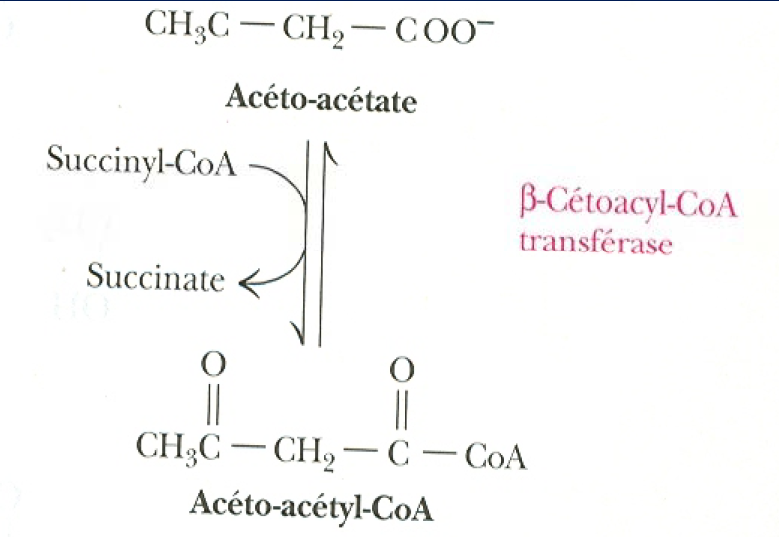 CH₃C — CH₂ — COO⁻
Acéto-acétate
Succinyl-CoA
β-Cétoacyl-CoA
transférase
Succinate
O O
CH₃C — CH₂ — C — CoA
Acéto-acétyl-CoA